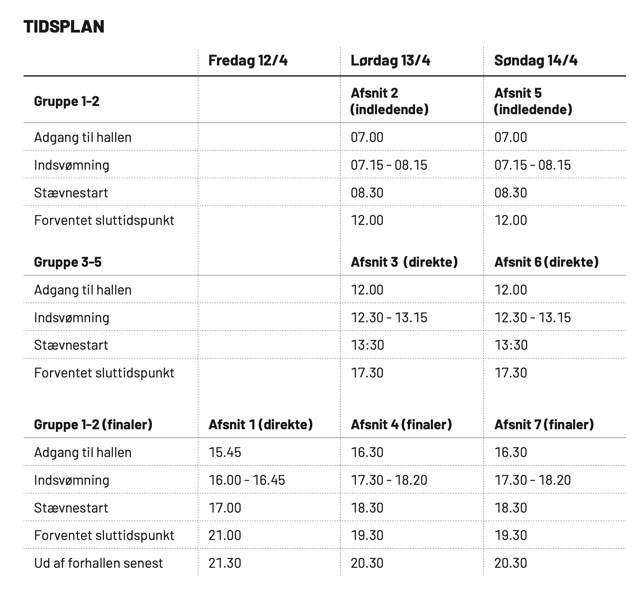 TIDSPLAN
Fredag 12/4 Lørdag 13/4 Søndag 14/4
Gruppe 1-2 Afsnit 2 (indledende) Afsnit 5 (indledende)
Adgang til hallen 07.00 07.00
Indsvømning 07.15 - 08.15 07.15 - 08.15
Stævnestart 08.30 08.30
Forventet sluttidspunkt 12.00 12.00
Gruppe 3-5 Afsnit 3 (direkte) Afsnit 6 (direkte)
Adgang til hallen 12.00 12.00
Indsvømning 12.30 - 13.15 12.30 - 13.15
Stævnestart 13:30 13:30
Forventet sluttidspunkt 17.30 17.30
Gruppe 1-2 (finaler) Afsnit 1 (direkte) Afsnit 4 (finaler) Afsnit 7 (finaler)
Adgang til hallen 15.45 16.30 16.30
Indsvømning 16.00 - 16.45 17.30 - 18.20 17.30 - 18.20
Stævnestart 17.00 18.30 18.30
Forventet sluttidspunkt 21.00 19.30 19.30
Ud af forhallen senest 21.30 20.30 20.30